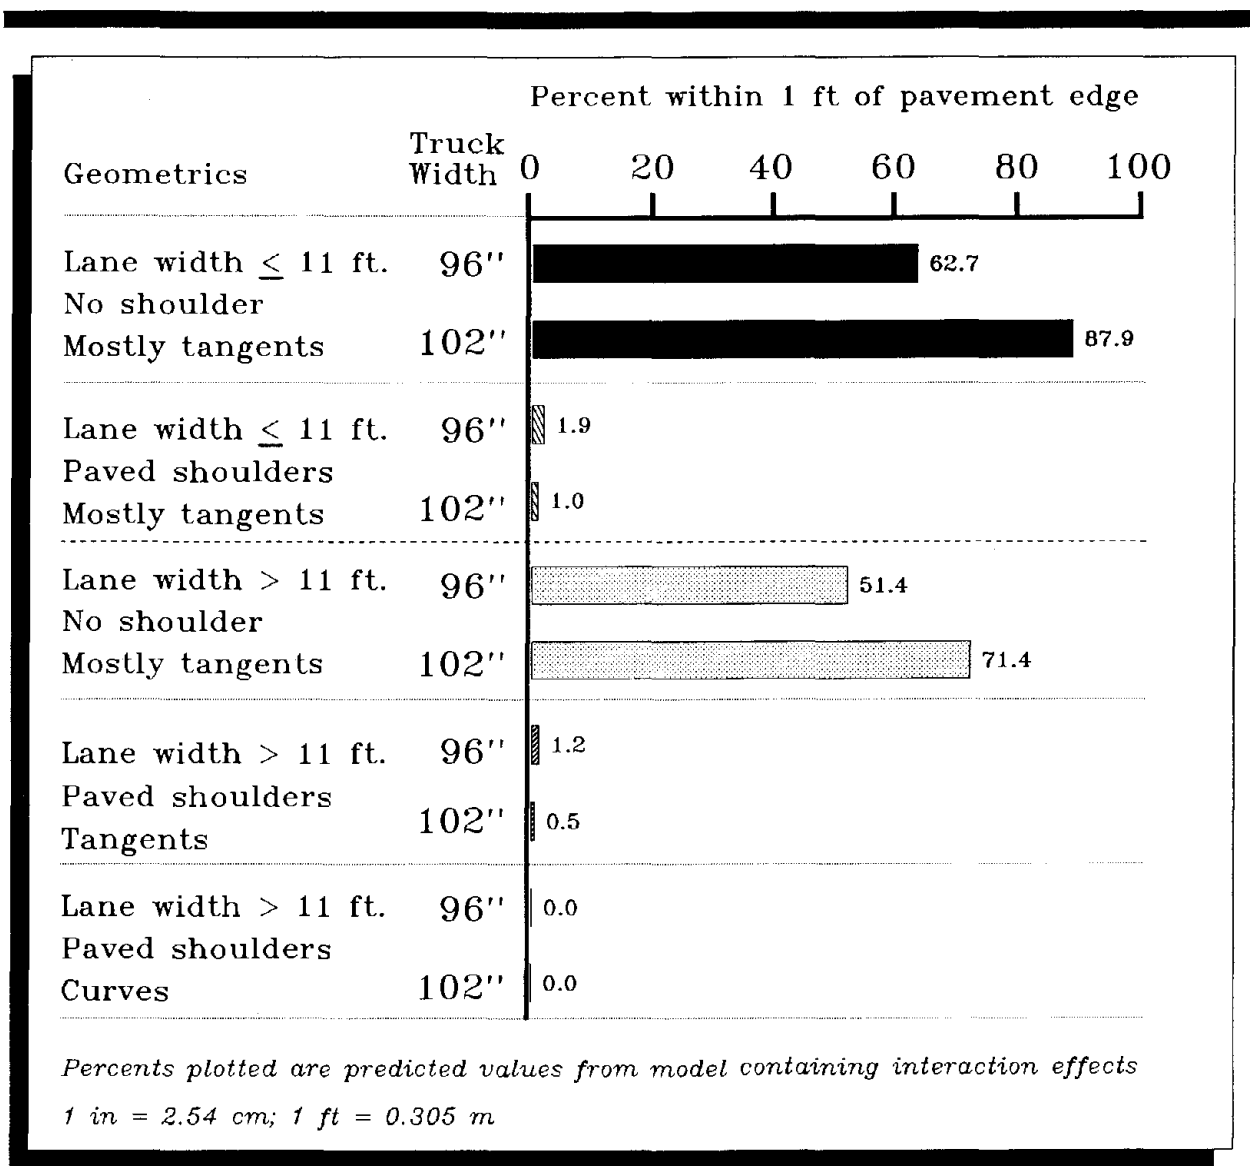 Percent within 1 ft of pavement edge
Geometrics Truck Width 0 20 40 60 80 100
Lane width ≤ 11 ft. 96" 62.7
No shoulder
Mostly tangents 102" 87.9
Lane width ≤ 11 ft. 96" 1.9
Paved shoulders
Mostly tangents 102" 1.0
Lane width > 11 ft. 96" 51.4
No shoulder
Mostly tangents 102" 71.4
Lane width > 11 ft. 96" 1.2
Paved shoulders
Tangents 102" 0.5
Lane width > 11 ft. 96" 0.0
Paved shoulders
Curves 102" 0.0
Percents plotted are predicted values from model containing interaction effects
1 in = 2.54 cm; 1 ft = 0.305 m